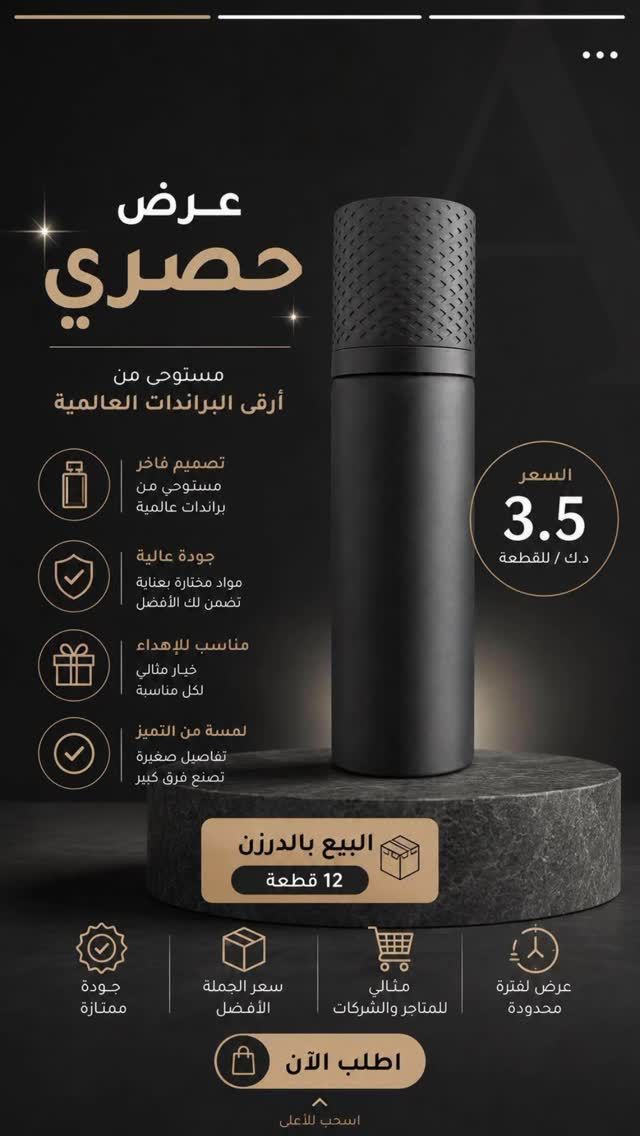 عرض
حصري
مستوحى من
أرقى البراندات العالمية
تصميم فاخر
مستوحي من
براندات عالمية
جودة عالية
مواد مختارة بعناية
تضمن لك الأفضل
مناسب للإهداء
خيار مثالي
لكل مناسبة
لمسة من التميز
تفاصيل صغيرة
تصنع فرق كبير
السعر
3.5
د.ك / للقطعة
البيع بالدرزن
12 قطعة
عرض لفترة
محدودة
مثالي
للمتاجر والشركات
سعر الجملة
الأفضل
جودة
ممتازة
اطلب الآن
اسحب للأعلى